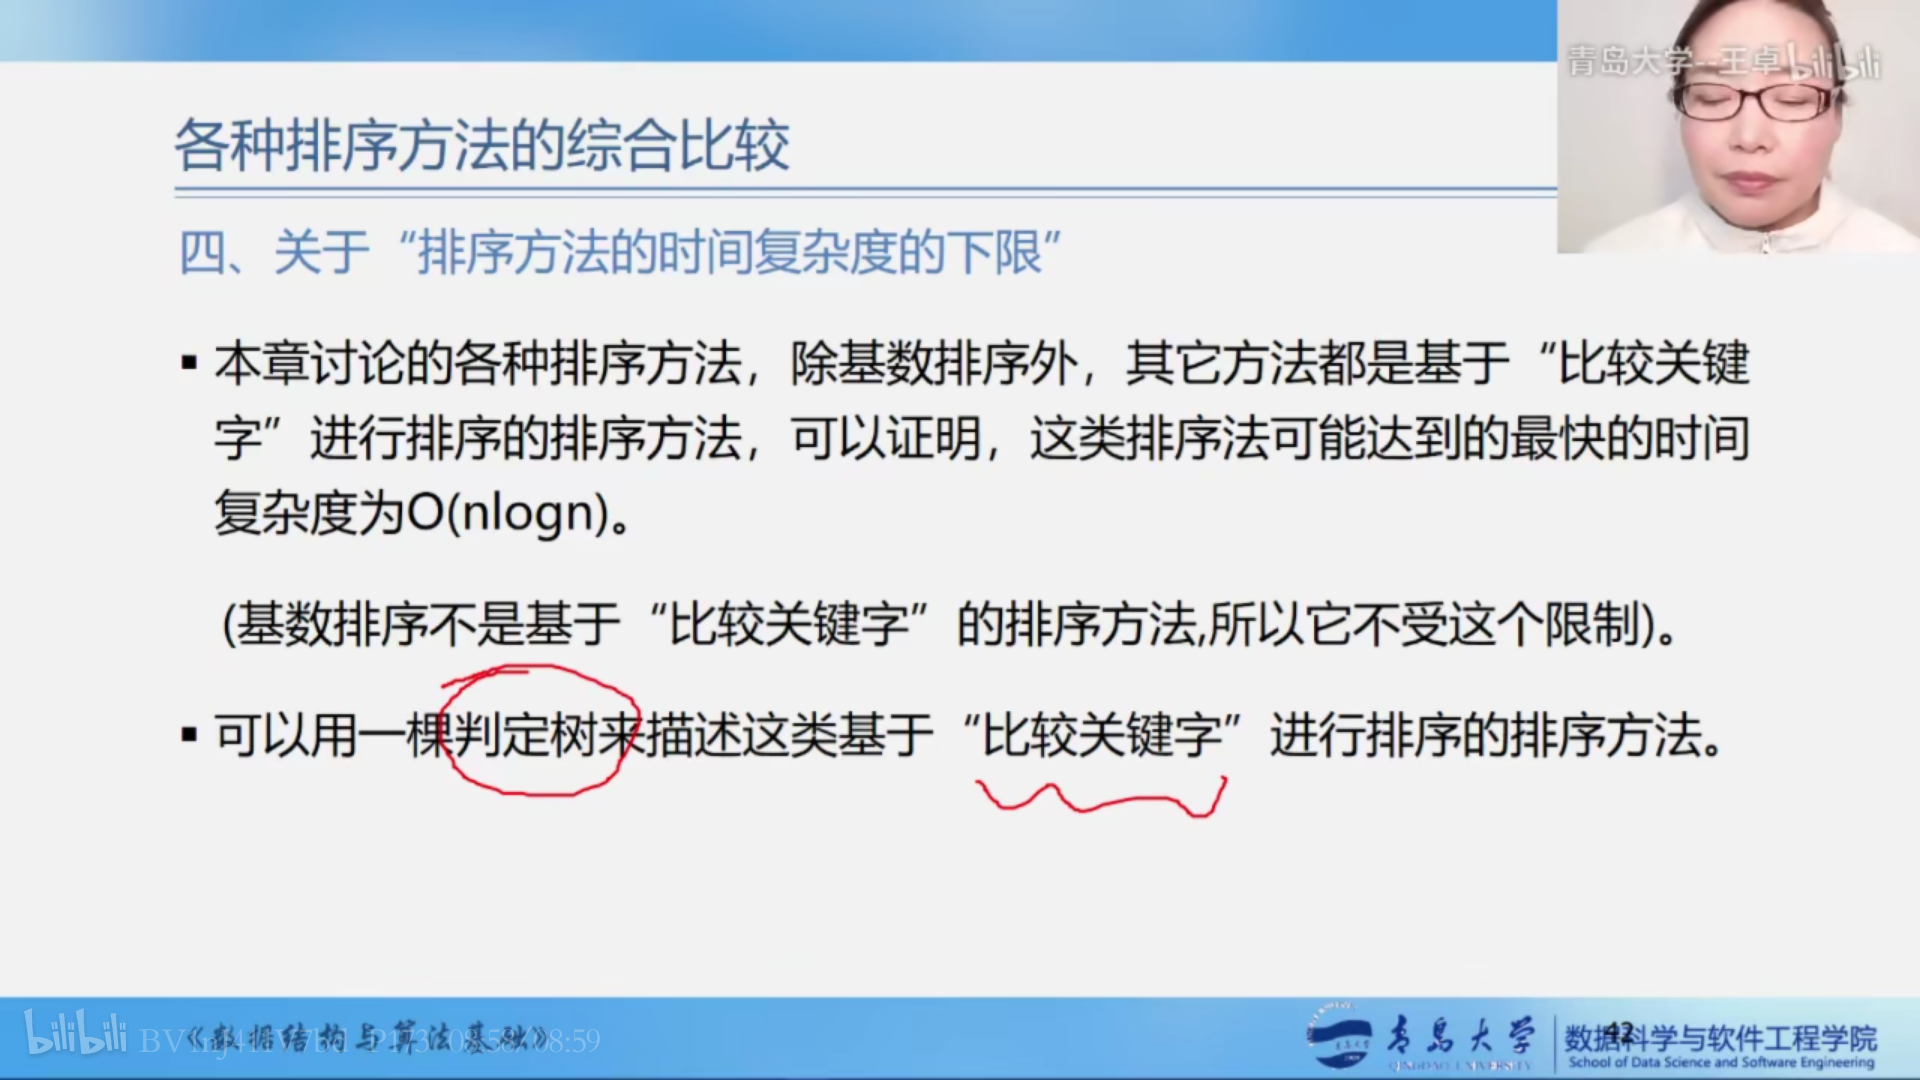 青岛大学--王卓 bilibili
各种排序方法的综合比较
四、关于“排序方法的时间复杂度的下限”
▪ 本章讨论的各种排序方法，除基数排序外，其它方法都是基于“比较关键
字”进行排序的排序方法，可以证明，这类排序法可能达到的最快的时间
复杂度为O(nlogn)。
(基数排序不是基于“比较关键字”的排序方法,所以它不受这个限制)。
▪ 可以用一棵判定树来描述这类基于“比较关键字”进行排序的排序方法。
bilibili
《数据结构与算法基础》
青岛大学
QINGDAO UNIVERSITY
42
数据科学与软件工程学院
School of Data Science and Software Engineering